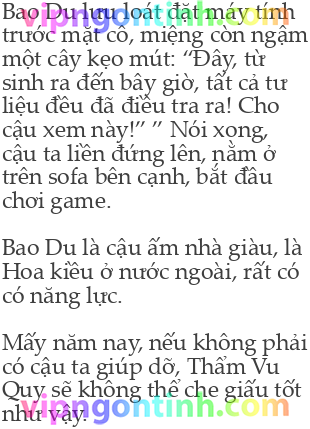 Bao Du lưu loát đặt máy tính
trước mặt cô, miệng còn ngậm
một cây kẹo mút: “Đây, từ
sinh ra đến bây giờ, tất cả tư
liệu đều đã điều tra ra! Cho
cậu xem này!” ” Nói xong,
cậu ta liền đứng lên, nằm ở
trên sofa bên cạnh, bắt đầu
chơi game.
Bao Du là cậu ấm nhà giàu, là
Hoa kiều ở nước ngoài, rất có
có năng lực.
Mấy năm nay, nếu không phải
có cậu ta giúp dỡ, Thẩm Vu
Quy sẽ không thể che giấu tốt
như vậy.
vipngontinh.com
vipngontinh.com
vipngontinh.com
vipngontinh.com